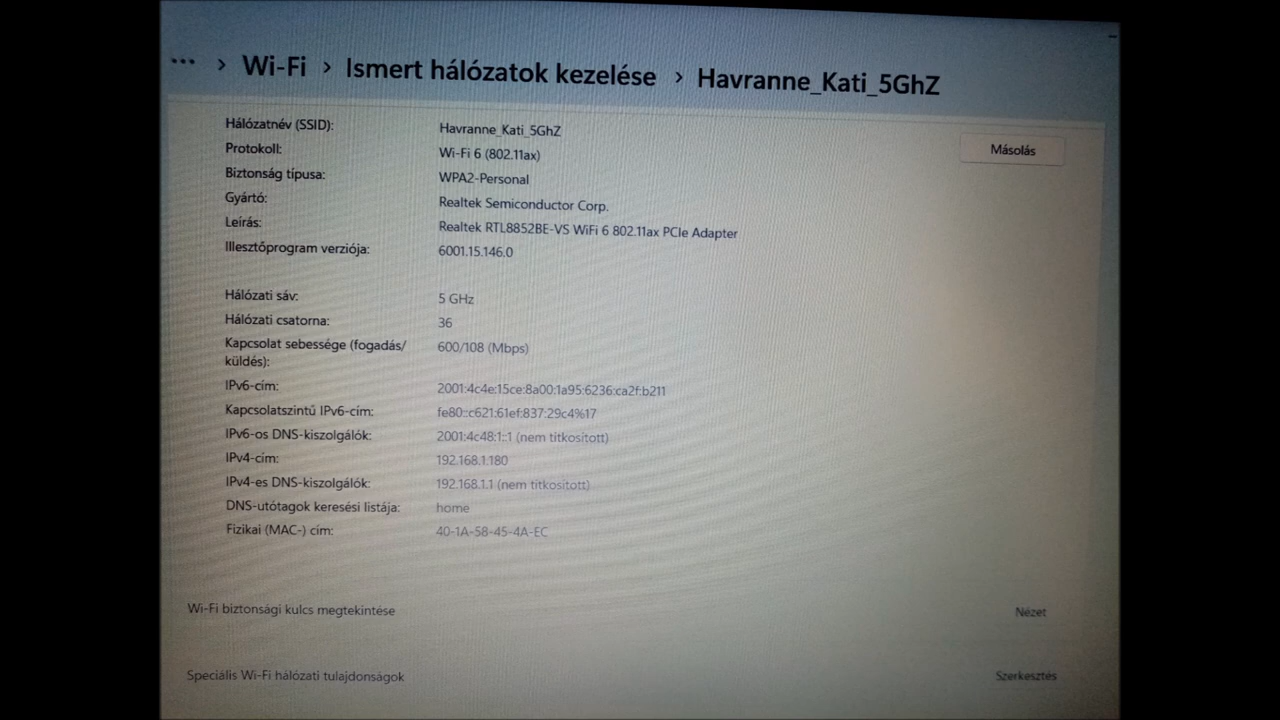 ... > Wi-Fi > Ismert hálózatok kezelése > Havranne_Kati_5GhZ
Hálózatnév (SSID): Havranne_Kati_5GhZ
Másolás
Protokoll: Wi-Fi 6 (802.11ax)
Biztonság típusa: WPA2-Personal
Gyártó: Realtek Semiconductor Corp.
Leírás: Realtek RTL8852BE-VS WiFi 6 802.11ax PCIe Adapter
Illesztőprogram verziója: 6001.15.146.0
Hálózati sáv: 5 GHz
Hálózati csatorna: 36
Kapcsolat sebessége (fogadás/ 600/108 (Mbps)
küldés):
IPv6-cím: 2001:4c4e:15ce:8a00:1a95:6236:ca2f:b211
Kapcsolatszintű IPv6-cím: fe80::c621:61ef:837:29c4%17
IPv6-os DNS-kiszolgálók: 2001:4c48:1::1 (nem titkosított)
IPv4-cím: 192.168.1.180
IPv4-es DNS-kiszolgálók: 192.168.1.1 (nem titkosított)
DNS-utótagok keresési listája: home
Fizikai (MAC-) cím: 40-1A-58-45-4A-EC
Wi-Fi biztonsági kulcs megtekintése
Nézet
Speciális Wi-Fi hálózati tulajdonságok
Szerkesztés